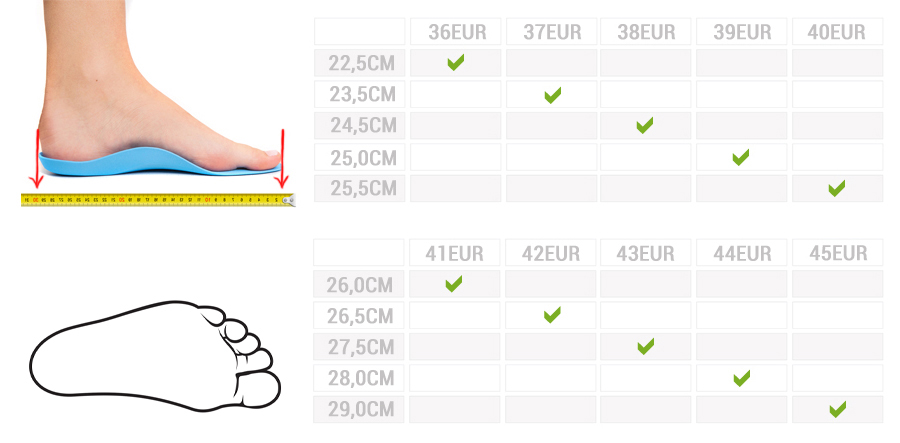 36EUR 37EUR 38EUR 39EUR 40EUR
22,5CM
23,5CM
24,5CM
25,0CM
25,5CM
41EUR 42EUR 43EUR 44EUR 45EUR
26,0CM
26,5CM
27,5CM
28,0CM
29,0CM